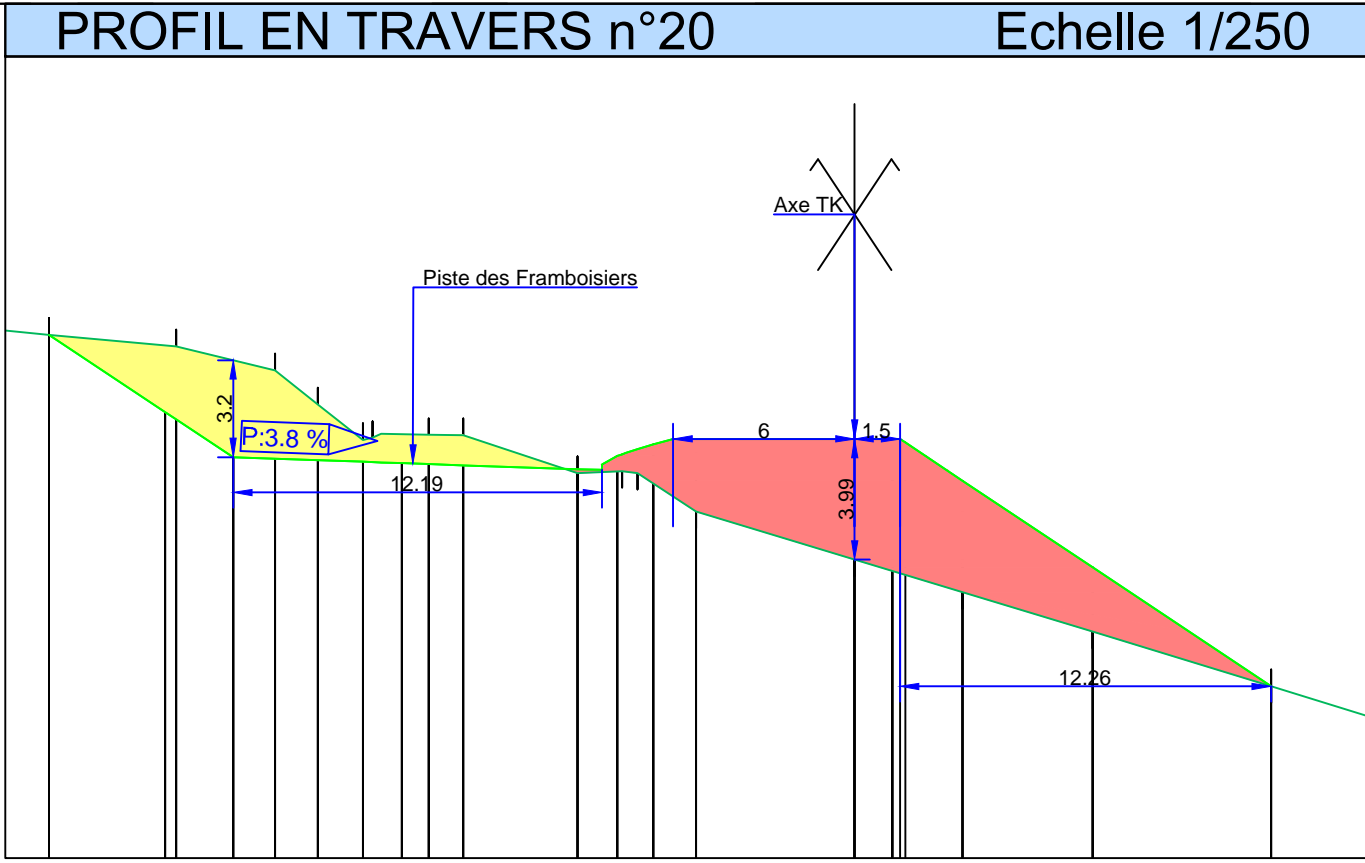 PROFIL EN TRAVERS n°20 Echelle 1/250
Axe TK
Piste des Framboisiers
3.2
P:3.8 %
6
1.5
12.19
3.99
12.26